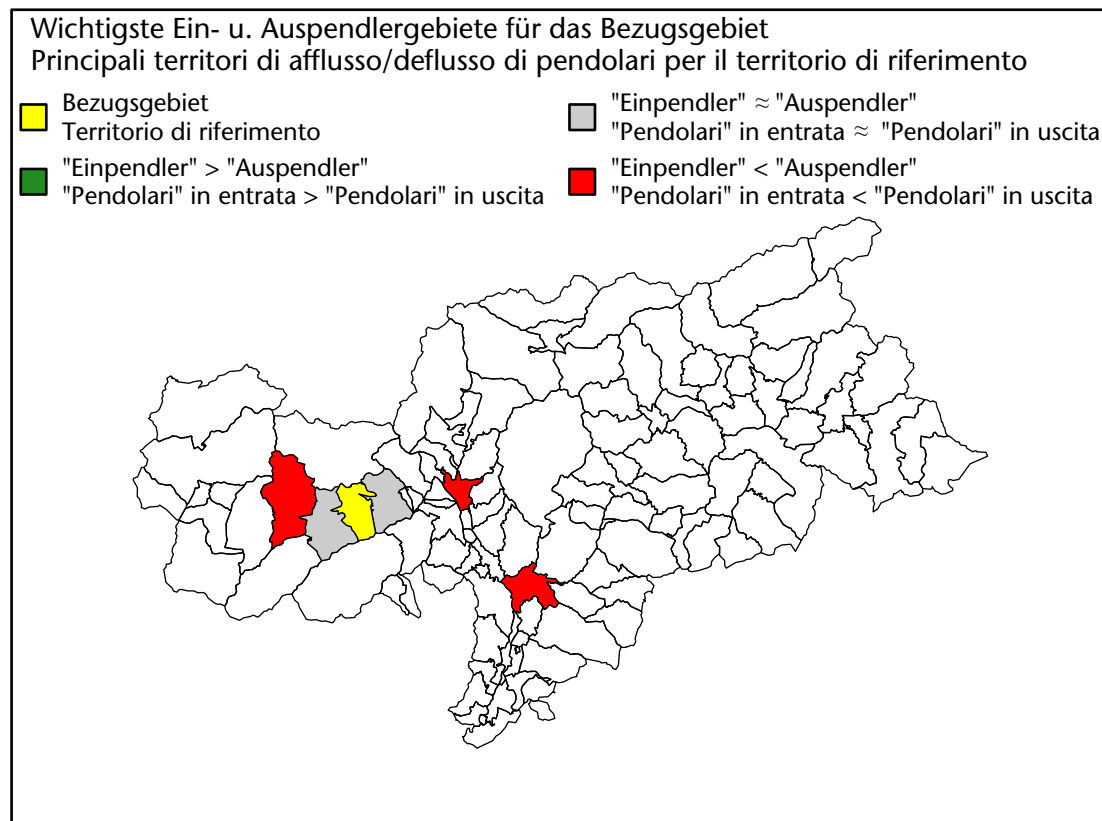 Wichtigste Ein- u. Auspendlergebiete für das Bezugsgebiet
Principali territori di afflusso/deflusso di pendolari per il territorio di riferimento
Bezugsgebiet
Territorio di riferimento
"Einpendler" > "Auspendler"
"Pendolari" in entrata > "Pendolari" in uscita
"Einpendler" ≈ "Auspendler"
"Pendolari" in entrata ≈ "Pendolari" in uscita
"Einpendler" < "Auspendler"
"Pendolari" in entrata < "Pendolari" in uscita